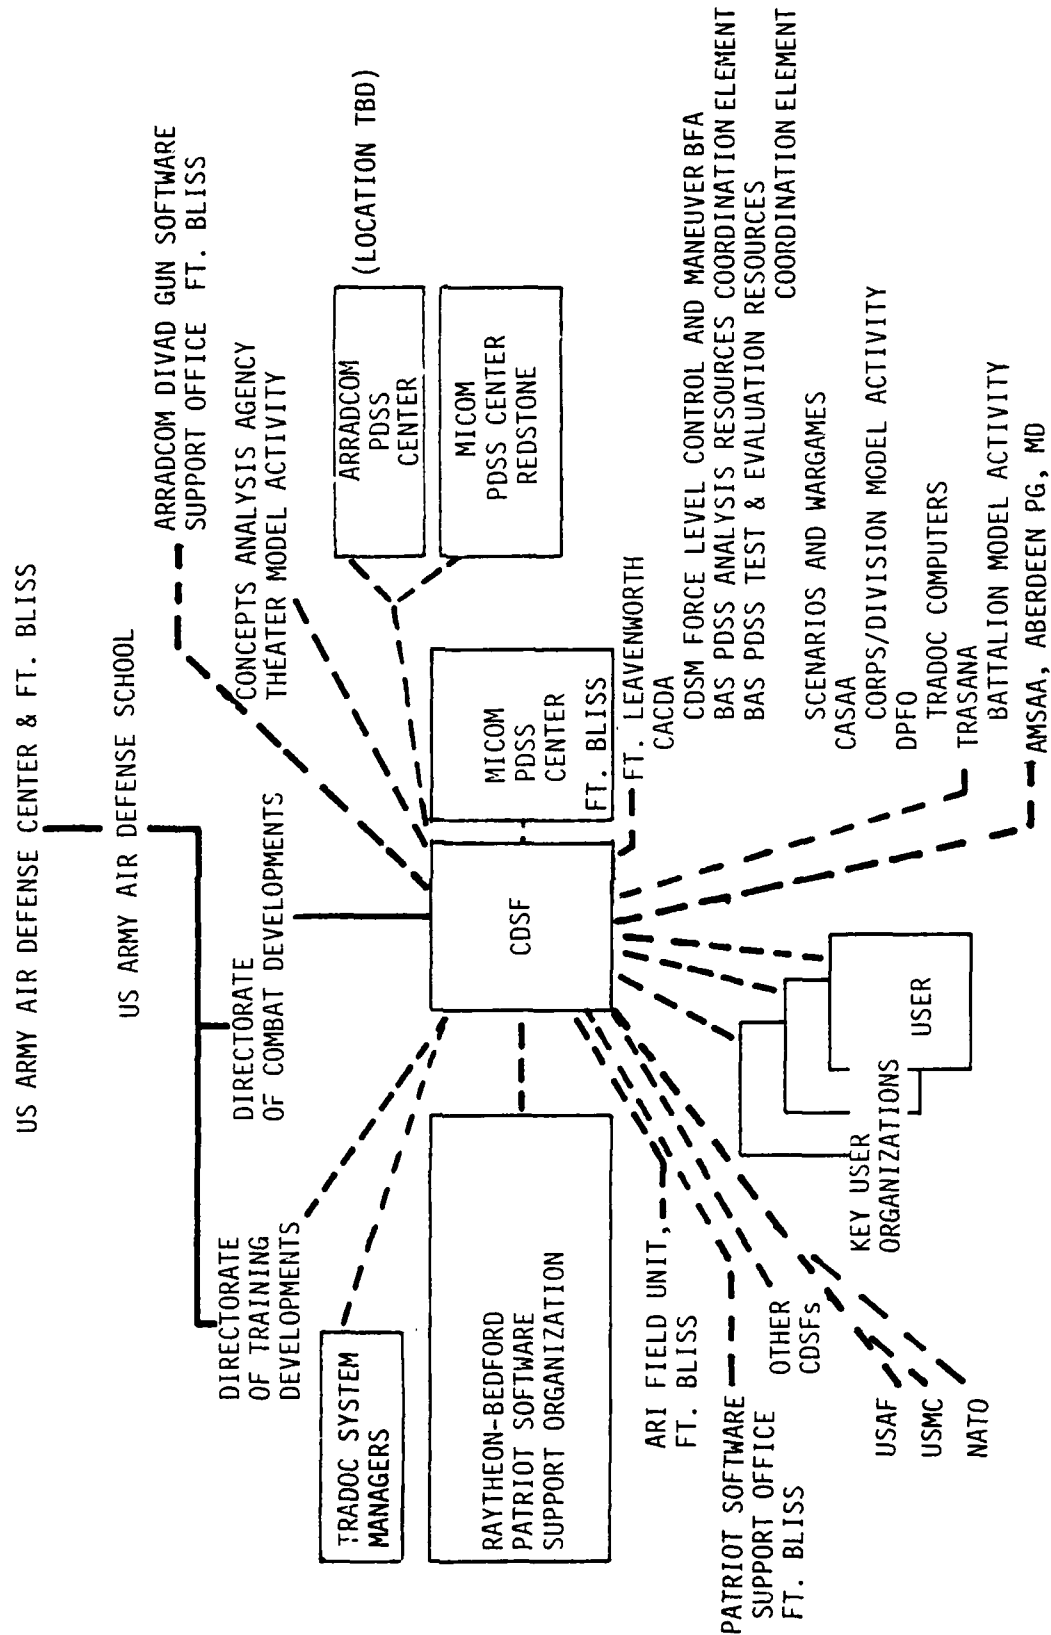 US ARMY AIR DEFENSE CENTER & FT. BLISS
US ARMY AIR DEFENSE SCHOOL
DIRECTORATE
OF TRAINING
DEVELOPMENTS
DIRECTORATE
OF COMBAT DEVELOPMENTS
ARRADCOM DIVAD GUN SOFTWARE
SUPPORT OFFICE FT. BLISS
CONCEPTS ANALYSIS AGENCY
THEATER MODEL ACTIVITY
TRADOC SYSTEM
MANAGERS
ARRADCOM
PDSS
CENTER
(LOCATION TBD)
MICOM
PDSS CENTER
REDSTONE
RAYTHEON-BEDFORD
PATRIOT SOFTWARE
SUPPORT ORGANIZATION
CDSF
MICOM
PDSS
CENTER
FT. BLISS
ARI FIELD UNIT,
FT. BLISS
PATRIOT SOFTWARE
SUPPORT OFFICE
FT. BLISS
OTHER
CDSFs
USAF
USMC
NATO
KEY USER
ORGANIZATIONS
USER
FT. LEAVENWORTH
CACDA
CDSM FORCE LEVEL CONTROL AND MANEUVER BFA
BAS PDSS ANALYSIS RESOURCES COORDINATION ELEMENT
BAS PDSS TEST & EVALUATION RESOURCES
COORDINATION ELEMENT
SCENARIOS AND WARGAMES
CASAA
CORPS/DIVISION MODEL ACTIVITY
DPFO
TRADOC COMPUTERS
TRASANA
BATTALION MODEL ACTIVITY
AMSAA, ABERDEEN PG, MD